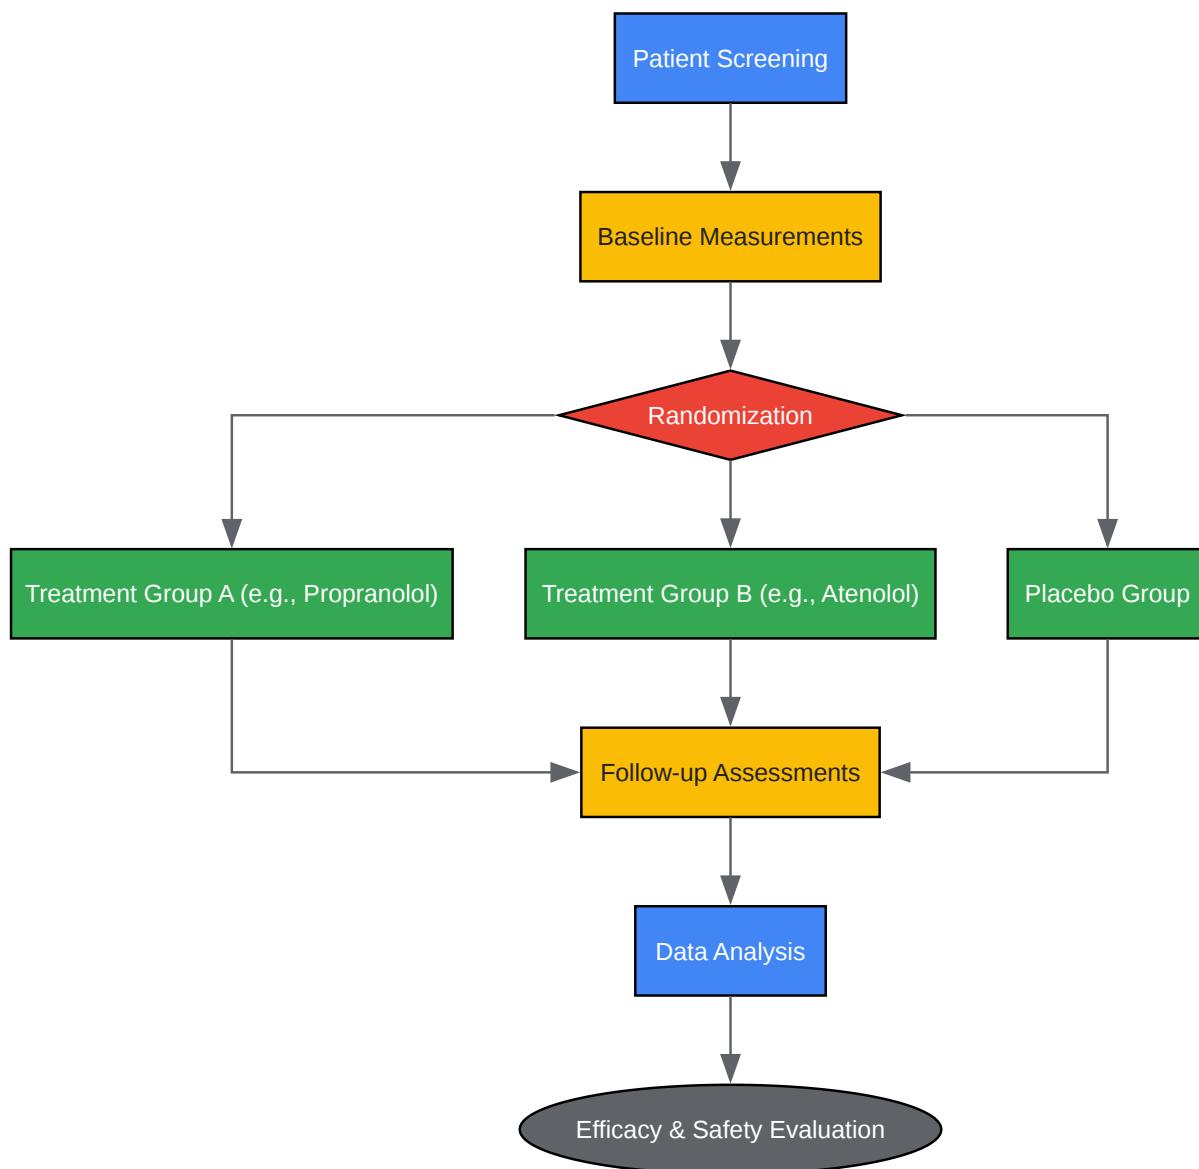 Patient Screening
Baseline Measurements
Randomization
Treatment Group A (e.g., Propranolol)
Treatment Group B (e.g., Atenolol)
Placebo Group
Follow-up Assessments
Data Analysis
Efficacy & Safety Evaluation